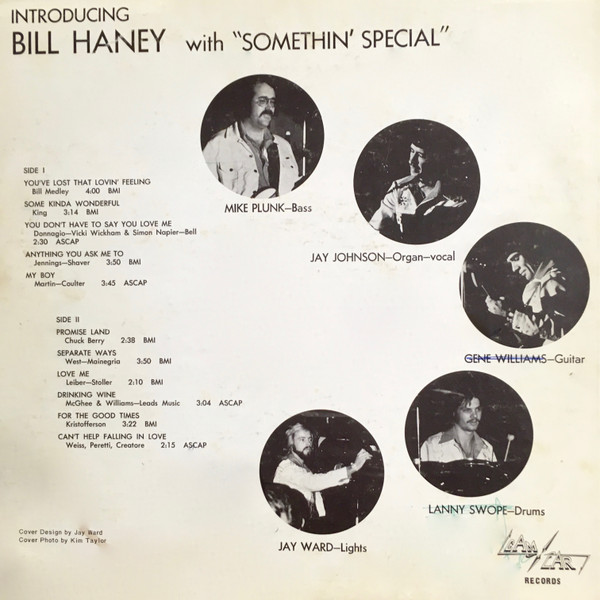 INTRODUCING
BILL HANEY with "SOMETHIN' SPECIAL"
SIDE I
YOU'VE LOST THAT LOVIN' FEELING
Bill Medley 4:00 BMI
SOME KINDA WONDERFUL
King 3:14 BMI
YOU DON'T HAVE TO SAY YOU LOVE ME
Donnagio—Vicki Wickham & Simon Napier—Bell
2:30 ASCAP
ANYTHING YOU ASK ME TO
Jennings—Shaver 3:50 BMI
MY BOY
Martin—Coulter 3:45 ASCAP
SIDE II
PROMISE LAND
Chuck Berry 2:38 BMI
SEPARATE WAYS
West—Mainegria 3:50 BMI
LOVE ME
Leiber—Stoller 2:10 BMI
DRINKING WINE
McGhee & Williams—Leads Music 3:04 ASCAP
FOR THE GOOD TIMES
Kristofferson 3:22 BMI
CAN'T HELP FALLING IN LOVE
Weiss, Peretti, Creatore 2:15 ASCAP
MIKE PLUNK—Bass
JAY JOHNSON—Organ—vocal
GENE WILLIAMS—Guitar
LANNY SWOPE—Drums
JAY WARD—Lights
Cover Design by Jay Ward
Cover Photo by Kim Taylor
RECORDS